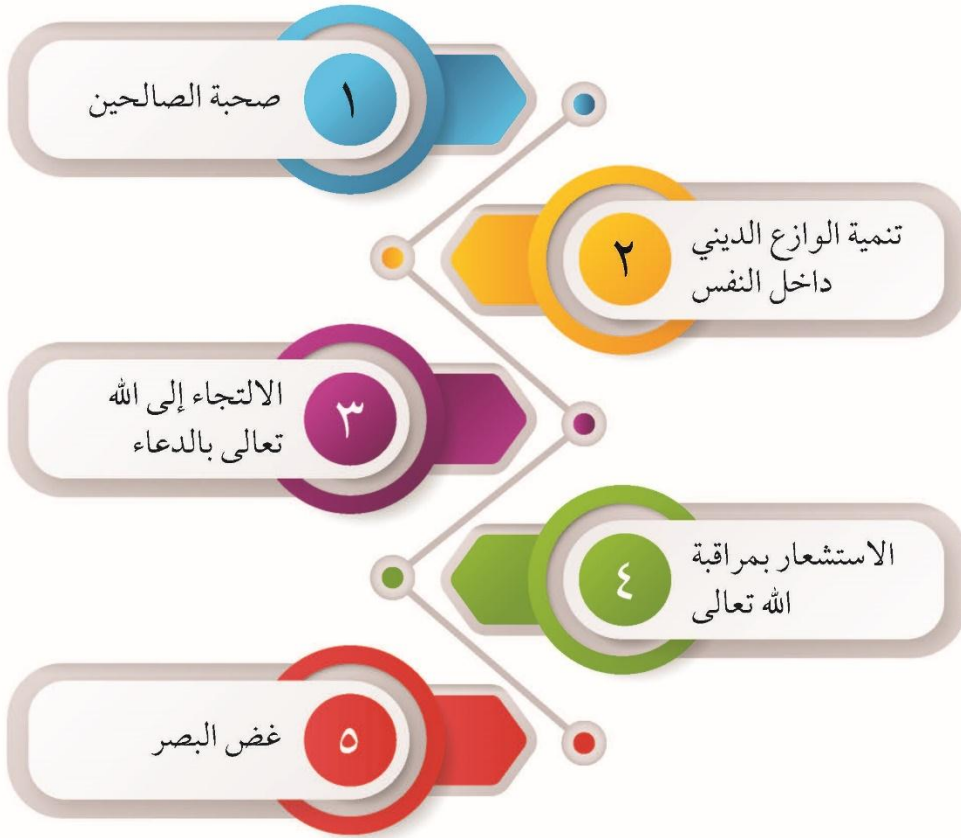 ١
صحبة الصالحين
٢
تنمية الوازع الديني
داخل النفس
٣
الالتجاء إلى الله
تعالى بالدعاء
٤
الاستشعار بمراقبة
الله تعالى
٥
غض البصر